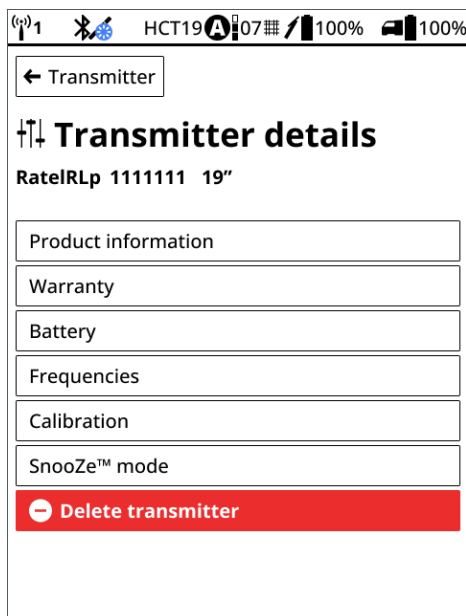 1 HCT19 A 07 100% 100%
← Transmitter
Transmitter details
RatelRLp 1111111 19”
Product information
Warranty
Battery
Frequencies
Calibration
SnooZe™ mode
Delete transmitter